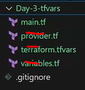 Day-3-tfvars
main.tf
provider.tf
terraform.tfvars
variables.tf
.gitignore